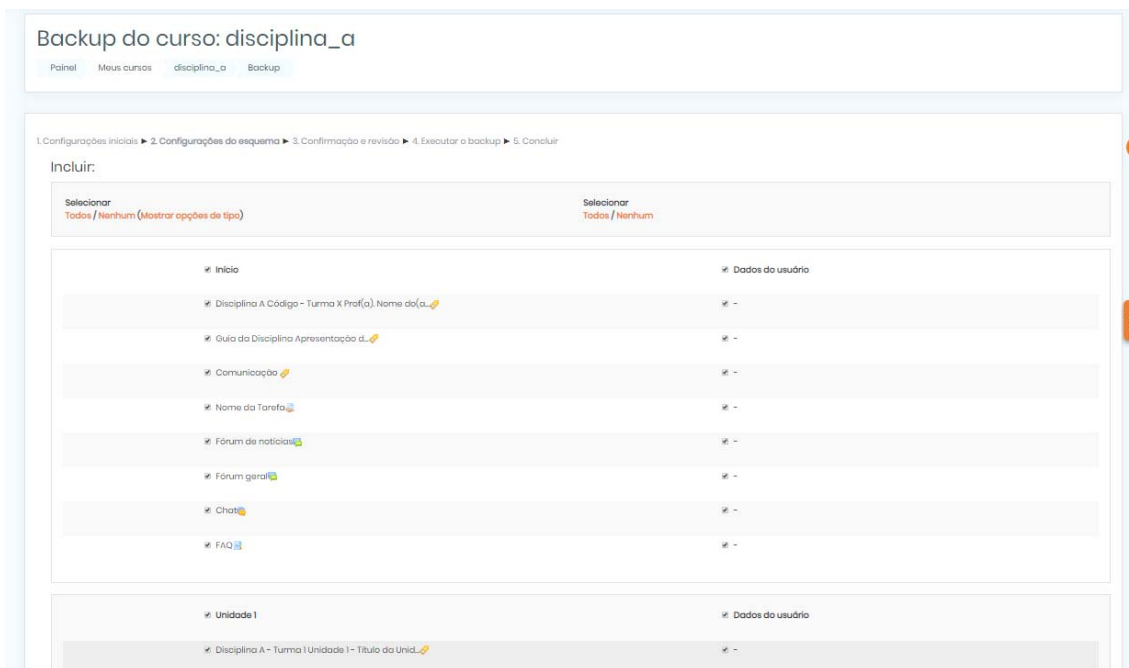 Backup do curso: disciplina_a
Painel Meus cursos disciplina_a Backup
1. Configurações iniciais ► 2. Configurações do esquema ► 3. Confirmação e revisão ► 4. Executar o backup ► 5. Concluir
Incluir:
Selecionar Selecionar
Todos / Nenhum (Mostrar opções de tipo) Todos / Nenhum
Início Dados do usuário
Disciplina A Código - Turma X Prof(a). Nome do(a... -
Guia da Disciplina Apresentação d... -
Comunicação -
Nome da Tarefa -
Fórum de notícias -
Fórum geral -
Chat -
FAQ -
Unidade 1 Dados do usuário
Disciplina A - Turma 1 Unidade 1 - Título da Unid... -